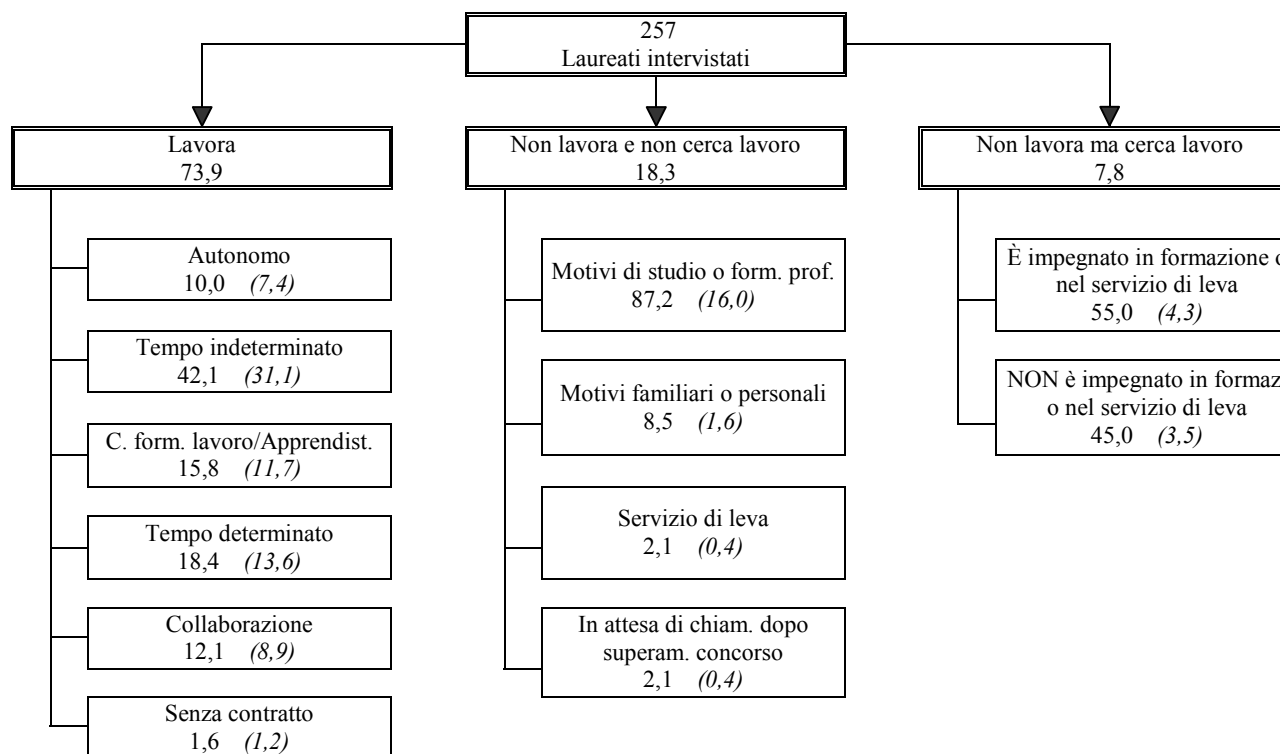 257
Laureati intervistati
Lavora
73,9
Non lavora e non cerca lavoro
18,3
Non lavora ma cerca lavoro
7,8
Autonomo
10,0 (7,4)
Tempo indeterminato
42,1 (31,1)
C. form. lavoro/Apprendist.
15,8 (11,7)
Tempo determinato
18,4 (13,6)
Collaborazione
12,1 (8,9)
Senza contratto
1,6 (1,2)
Motivi di studio o form. prof.
87,2 (16,0)
Motivi familiari o personali
8,5 (1,6)
Servizio di leva
2,1 (0,4)
In attesa di chiam. dopo
superam. concorso
2,1 (0,4)
È impegnato in formazione o
nel servizio di leva
55,0 (4,3)
NON è impegnato in formaz
o nel servizio di leva
45,0 (3,5)